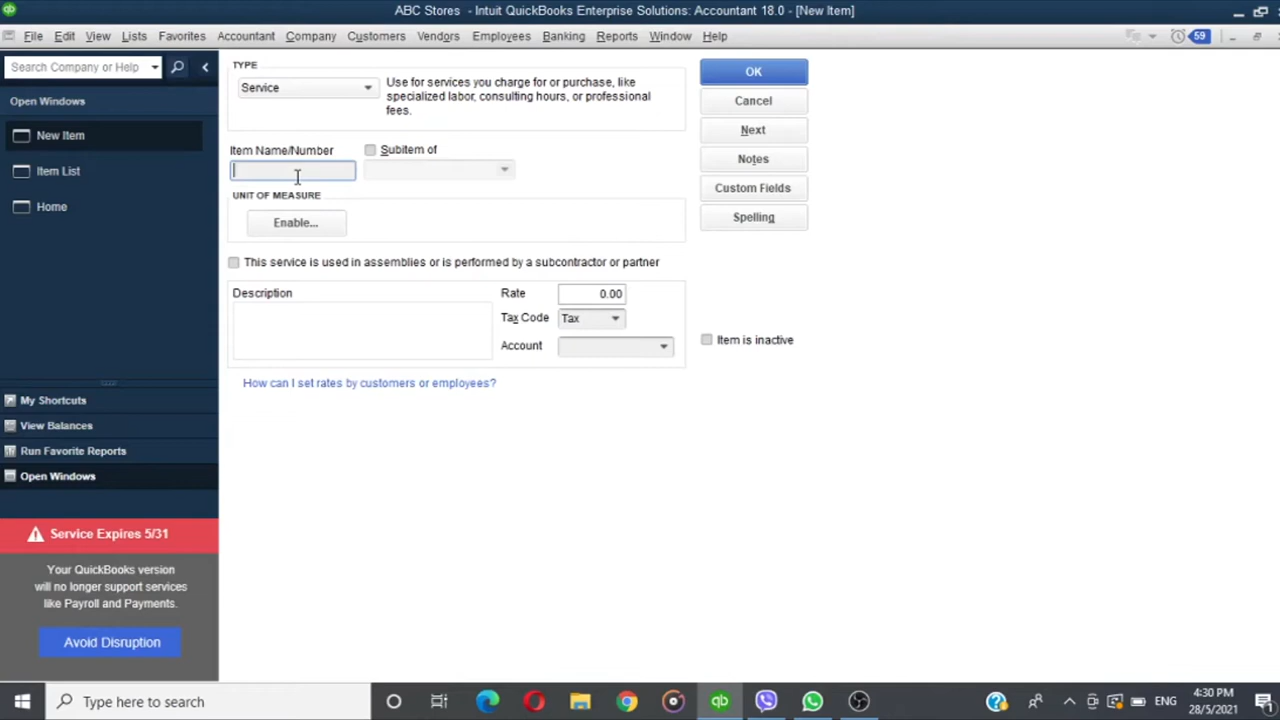 ABC Stores - Intuit QuickBooks Enterprise Solutions: Accountant 18.0 - [New Item]
File Edit View Lists Favorites Accountant Company Customers Vendors Employees Banking Reports Window Help
59
Search Company or Help
Open Windows
New Item
Item List
Home
My Shortcuts
View Balances
Run Favorite Reports
Open Windows
Service Expires 5/31
Your QuickBooks version
will no longer support services
like Payroll and Payments.
Avoid Disruption
TYPE
Service
Use for services you charge for or purchase, like
specialized labor, consulting hours, or professional
fees.
Item Name/Number
Subitem of
UNIT OF MEASURE
Enable...
This service is used in assemblies or is performed by a subcontractor or partner
Description
Rate 0.00
Tax Code Tax
Account
How can I set rates by customers or employees?
OK
Cancel
Next
Notes
Custom Fields
Spelling
Item is inactive
Type here to search
qb
ENG
4:30 PM
28/5/2021